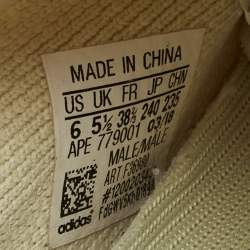 MADE IN CHINA
US UK FR JP CHN
6 5½ 38⅔ 240 235
APE 779001 03/18
MALE/MALE
adidas